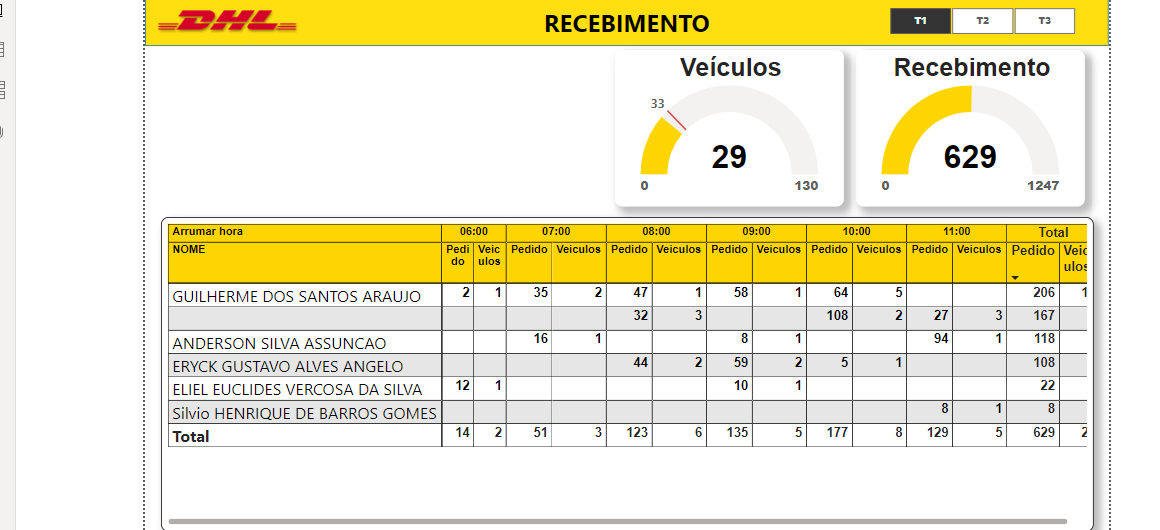 DHL RECEBIMENTO T1 T2 T3
Veículos Recebimento
33
29 629
0 130 0 1247
Arrumar hora 06:00 07:00 08:00 09:00 10:00 11:00 Total
NOME Pedido Veiculos Pedido Veiculos Pedido Veiculos Pedido Veiculos Pedido Veiculos Pedido Veiculos Pedido Veic ulos
GUILHERME DOS SANTOS ARAUJO 2 1 35 2 47 1 58 1 64 5 206 1
32 3 108 2 27 3 167
ANDERSON SILVA ASSUNCAO 16 1 8 1 94 1 118
ERYCK GUSTAVO ALVES ANGELO 44 2 59 2 5 1 108
ELIEL EUCLIDES VERCOSA DA SILVA 12 1 10 1 22
Silvio HENRIQUE DE BARROS GOMES 8 1 8
Total 14 2 51 3 123 6 135 5 177 8 129 5 629 2